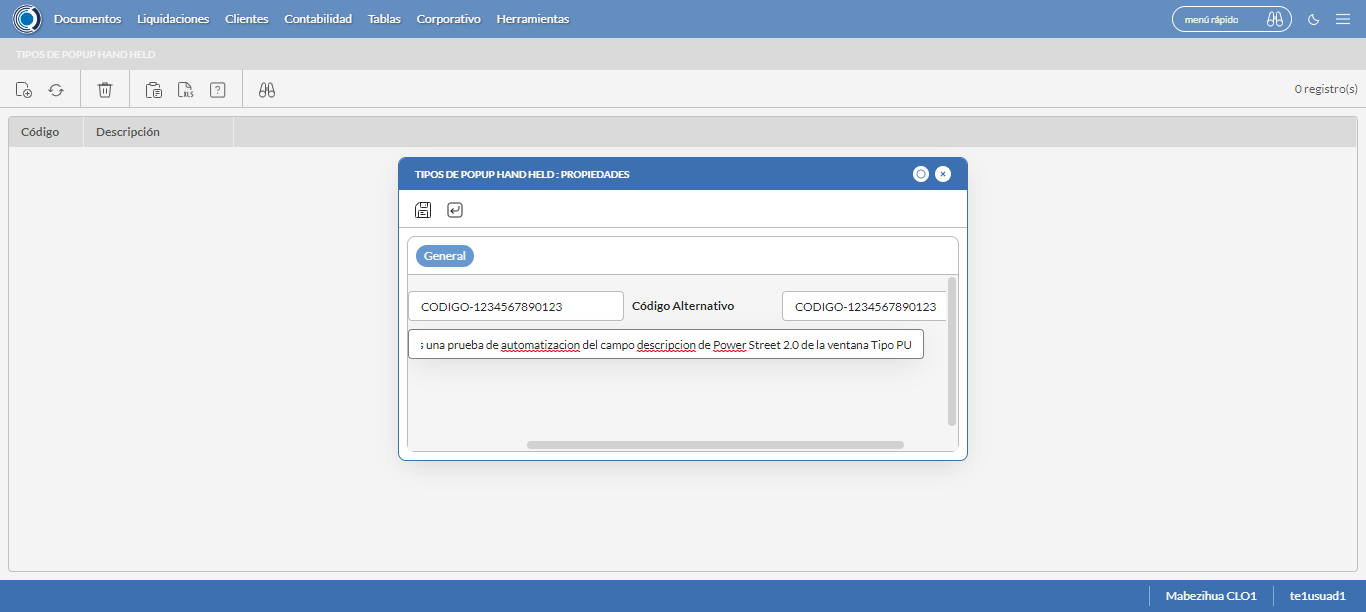 Documentos Liquidaciones Clientes Contabilidad Tablas Corporativo Herramientas menú rápido
TIPOS DE POPUP HAND HELD
XLS ? 0 registro(s)
Código Descripción
TIPOS DE POPUP HAND HELD : PROPIEDADES
General
CODIGO-1234567890123 Código Alternativo CODIGO-1234567890123
s una prueba de automatizacion del campo descripcion de Power Street 2.0 de la ventana Tipo PU
Mabezihua CLO1 te1usuad1